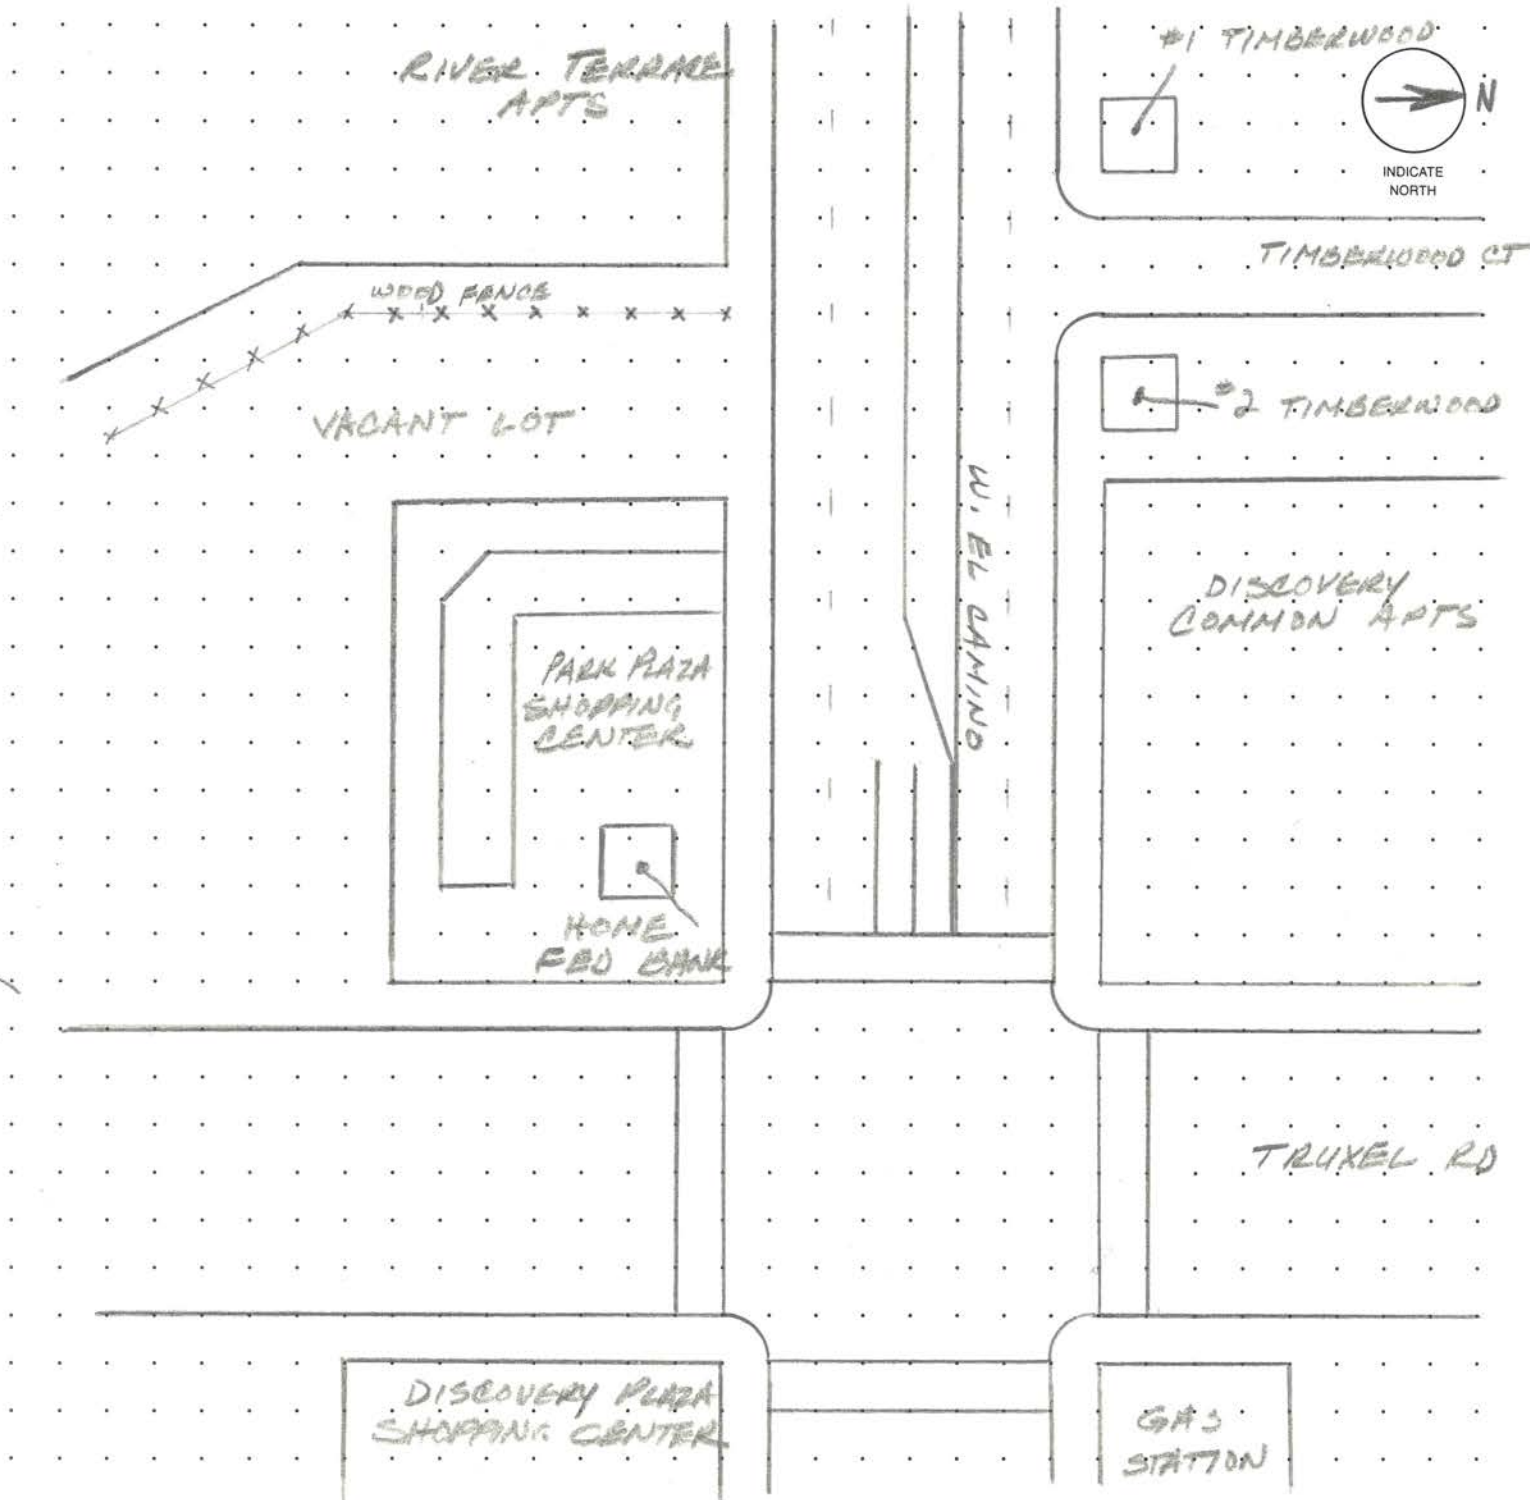 #1 TIMBERWOOD
RIVER TERRARE
APTS
N
INDICATE
NORTH
TIMBERWOOD CT
WOOD FENCE
#2 TIMBERWOOD
VACANT LOT
W. EL CAMINO
DISCOVERY
COMMON APTS
PARK PLAZA
SHOPPING
CENTER
HOME
FED BANK
TRUXEL RD
DISCOVERY PLAZA
SHOPPING CENTER
GAS
STATION